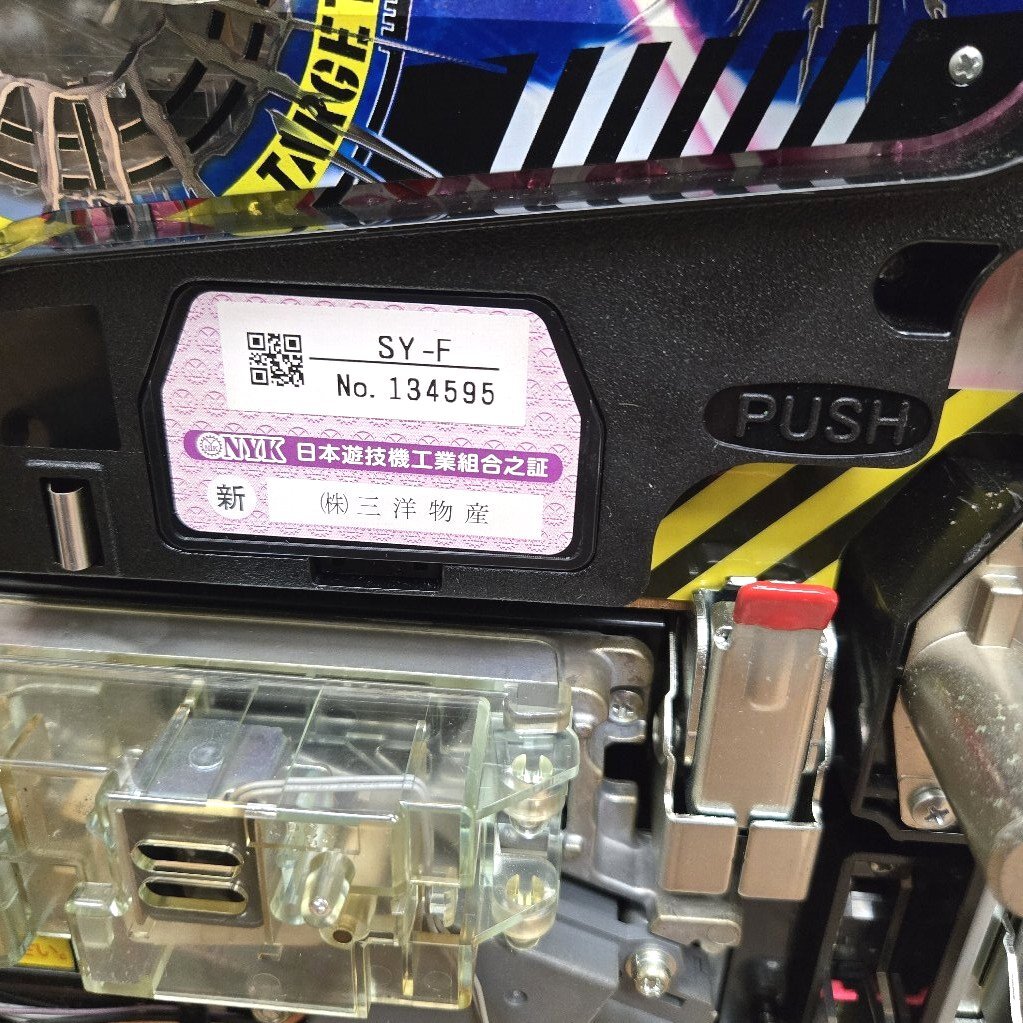 TARGET
SY-F
No. 134595
NYK 日本遊技機工業組合之証
新 ㈱三洋物産
PUSH